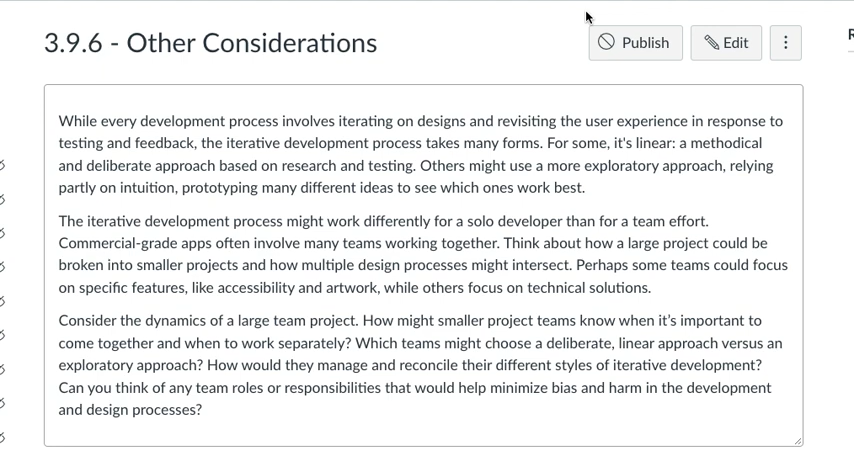 3.9.6 - Other Considerations
Publish
Edit
R
While every development process involves iterating on designs and revisiting the user experience in response to
testing and feedback, the iterative development process takes many forms. For some, it's linear: a methodical
and deliberate approach based on research and testing. Others might use a more exploratory approach, relying
partly on intuition, prototyping many different ideas to see which ones work best.
The iterative development process might work differently for a solo developer than for a team effort.
Commercial-grade apps often involve many teams working together. Think about how a large project could be
broken into smaller projects and how multiple design processes might intersect. Perhaps some teams could focus
on specific features, like accessibility and artwork, while others focus on technical solutions.
Consider the dynamics of a large team project. How might smaller project teams know when it’s important to
come together and when to work separately? Which teams might choose a deliberate, linear approach versus an
exploratory approach? How would they manage and reconcile their different styles of iterative development?
Can you think of any team roles or responsibilities that would help minimize bias and harm in the development
and design processes?